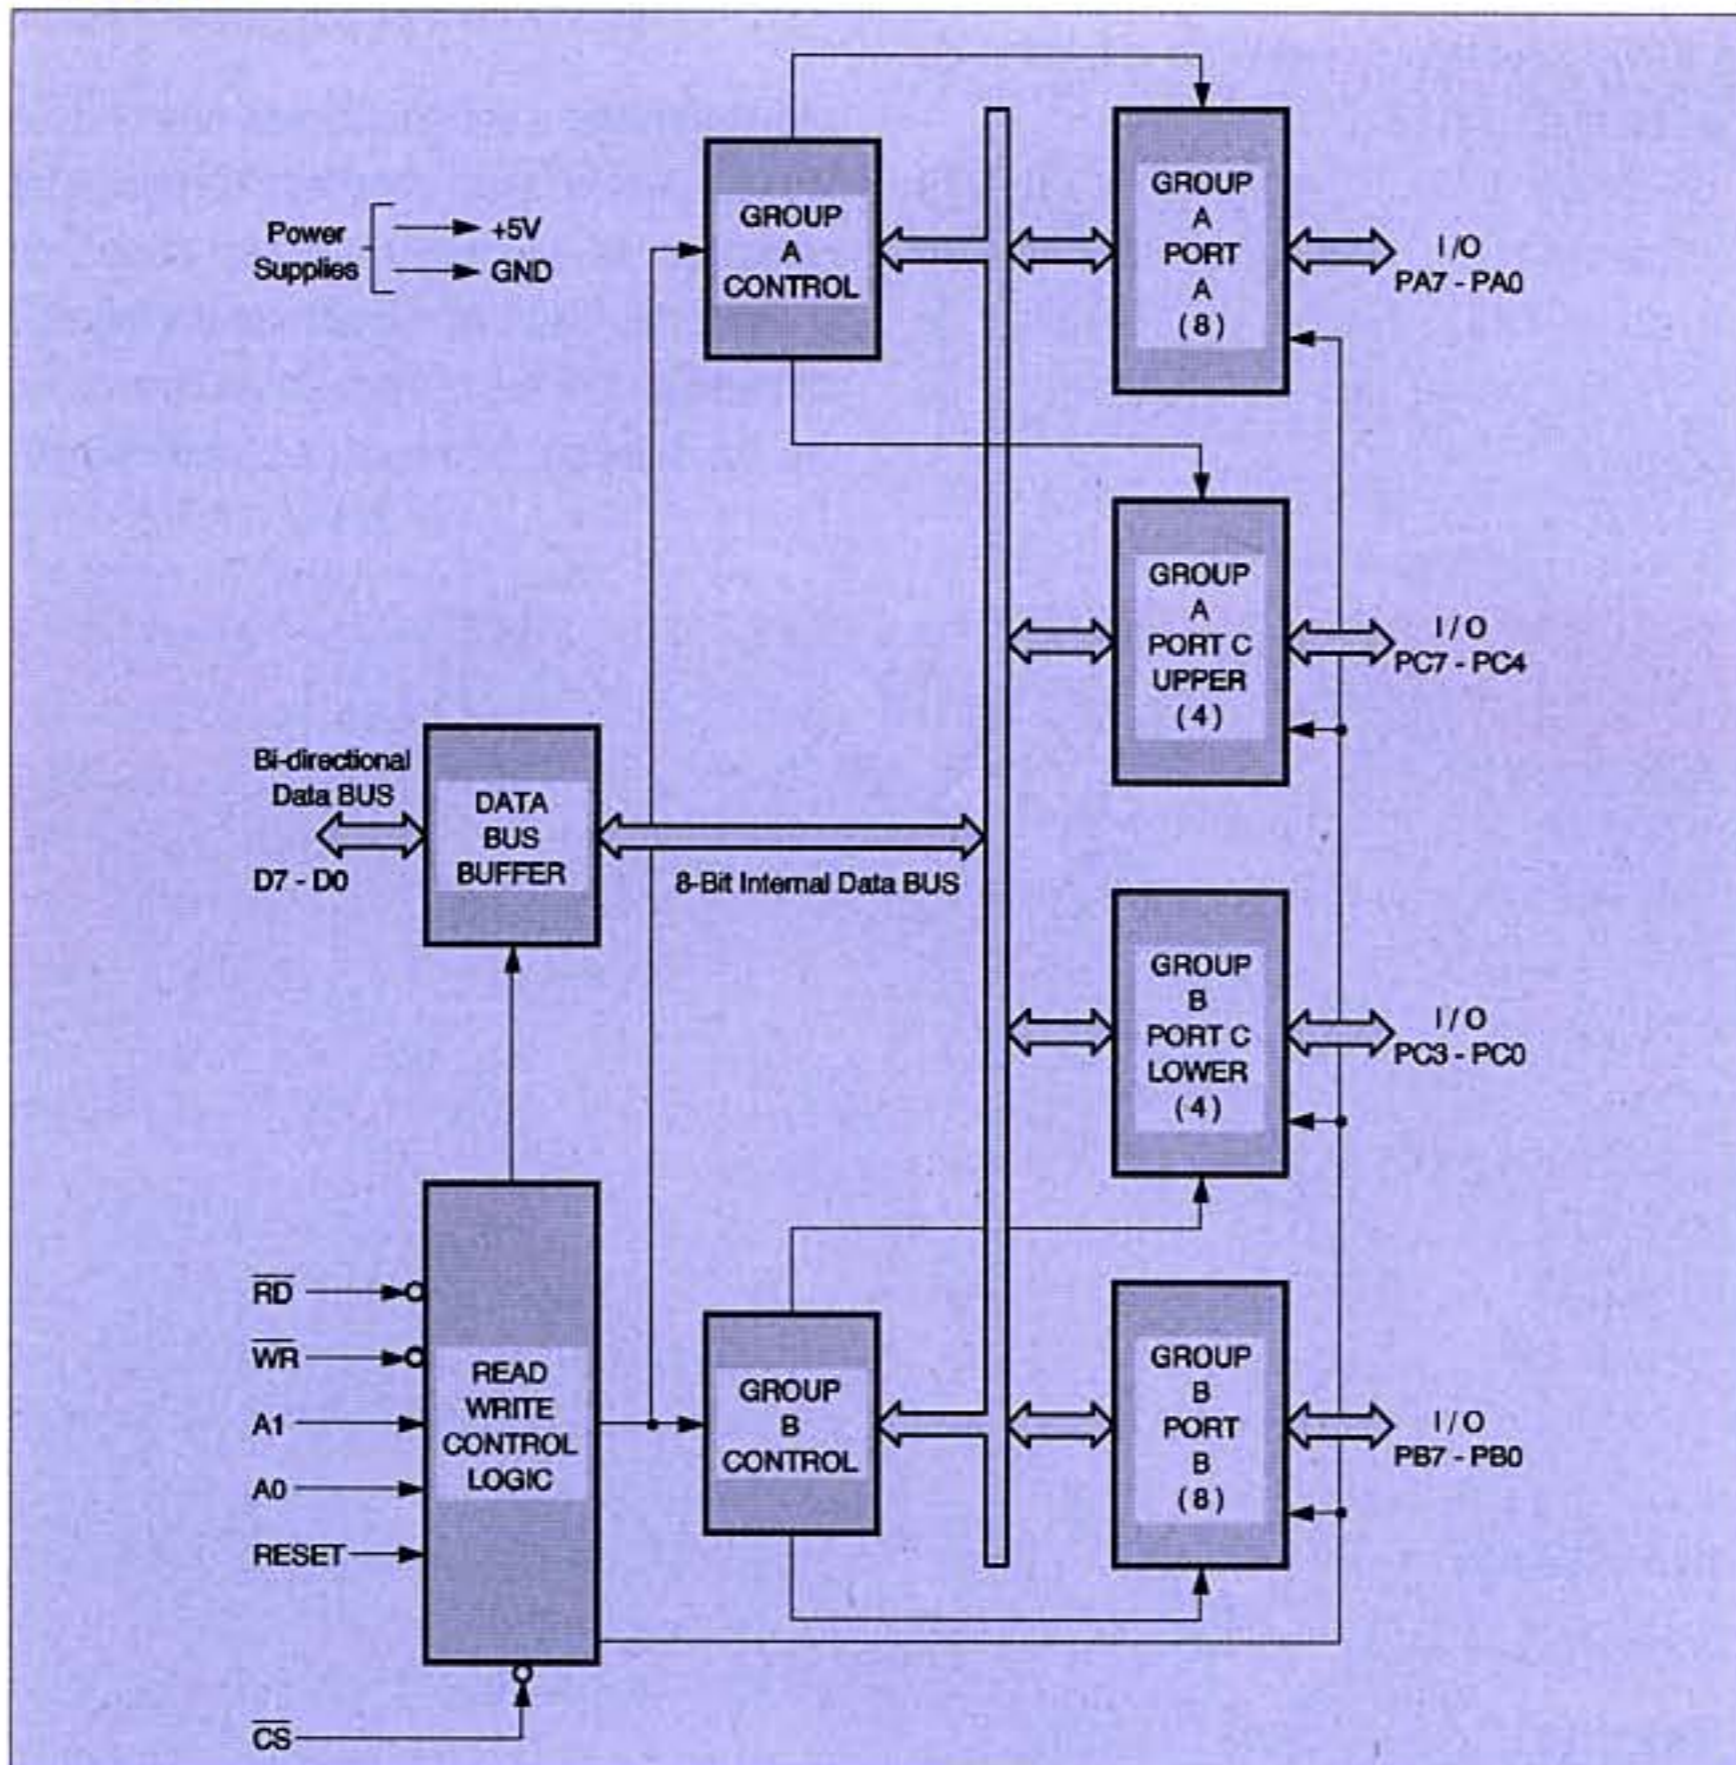 Power
Supplies
+5V
GND
GROUP
A
CONTROL
GROUP
A
PORT
A
(8)
I/O
PA7 - PA0
GROUP
A
PORT C
UPPER
(4)
I/O
PC7 - PC4
Bi-directional
Data BUS
D7 - D0
DATA
BUS
BUFFER
8-Bit Internal Data BUS
GROUP
B
PORT C
LOWER
(4)
I/O
PC3 - PC0
RD
WR
A1
A0
RESET
CS
READ
WRITE
CONTROL
LOGIC
GROUP
B
CONTROL
GROUP
B
PORT
B
(8)
I/O
PB7 - PB0